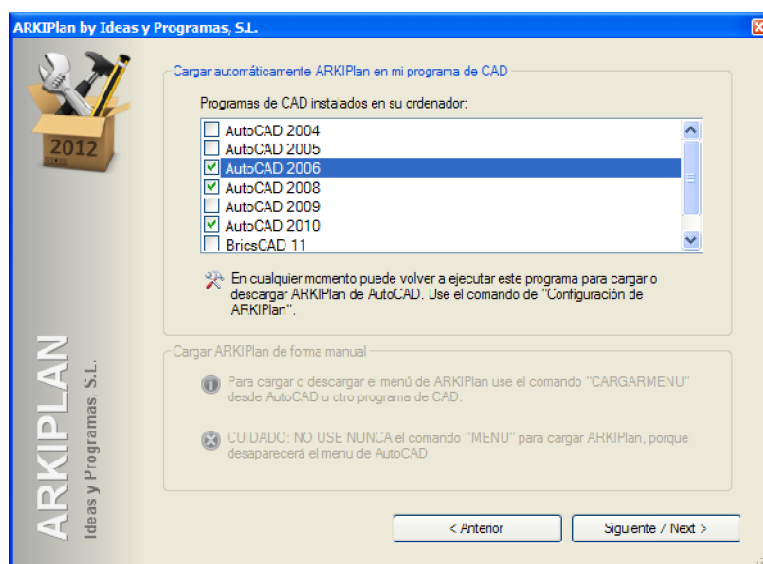 ARKIPlan by Ideas y Programas, S.L.
2012
Cargar automáticamente ARKIPlan en mi programa de CAD
Programas de CAD instalados en su ordenador:
AutoCAD 2004
AutoCAD 2005
AutoCAD 2006
AutoCAD 2008
AutoCAD 2009
AutoCAD 2010
BricsCAD 11
En cualquier momento puede volver a ejecutar este programa para cargar o
descargar ARKIPlan de AutoCAD. Use el comando de "Configuración de
ARKIPlan".
Cargar ARKIPlan de forma manual
Para cargar o descargar el menú de ARKIPlan use el comando "CARGARMENU"
desde AutoCAD u otro programa de CAD.
CUIDADO: NO USE NUNCA el comando "MENU" para cargar ARKIPlan, porque
desaparecerá el menu de AutoCAD
ARKIPLAN
Ideas y Programas, S.L.
< Anterior
Siguiente / Next >